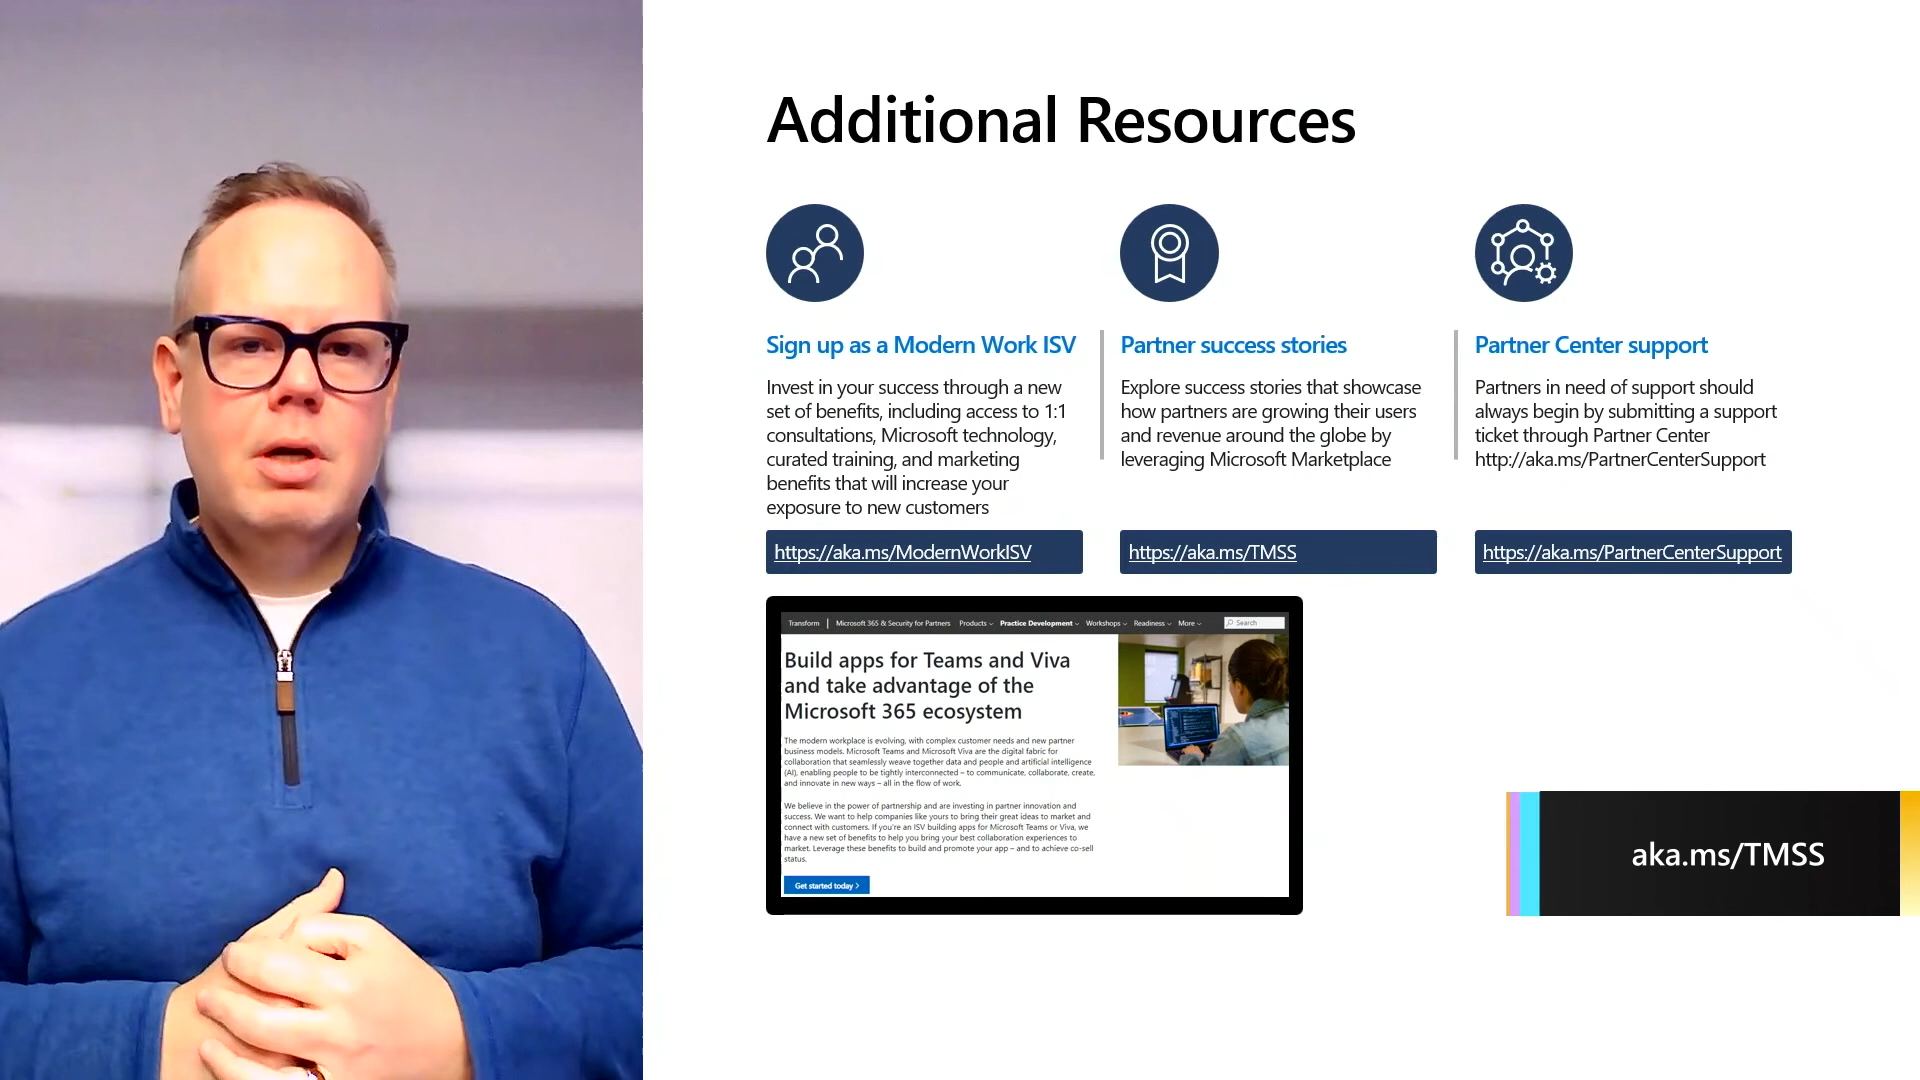 Additional Resources
Sign up as a Modern Work ISV
Invest in your success through a new
set of benefits, including access to 1:1
consultations, Microsoft technology,
curated training, and marketing
benefits that will increase your
exposure to new customers
https://aka.ms/ModernWorkISV
Partner success stories
Explore success stories that showcase
how partners are growing their users
and revenue around the globe by
leveraging Microsoft Marketplace
https://aka.ms/TMSS
Partner Center support
Partners in need of support should
always begin by submitting a support
ticket through Partner Center
http://aka.ms/PartnerCenterSupport
https://aka.ms/PartnerCenterSupport
Transform | Microsoft 365 & Security for Partners Products Practice Development Workshops Readiness More Search
Build apps for Teams and Viva
and take advantage of the
Microsoft 365 ecosystem
The modern workplace is evolving, with complex customer needs and new partner
business models. Microsoft Teams and Microsoft Viva are the digital fabric for
collaboration that seamlessly weave together data and people and artificial intelligence
(AI), enabling people to be tightly interconnected – to communicate, collaborate, create,
and innovate in new ways – all in the flow of work.
We believe in the power of partnership and are investing in partner innovation and
success. We want to help companies like yours to bring their great ideas to market and
connect with customers. If you're an ISV building apps for Microsoft Teams or Viva, we
have a new set of benefits to help you bring your best collaboration experiences to
market. Leverage these benefits to build and promote your app – and to achieve co-sell
status.
Get started today >
aka.ms/TMSS